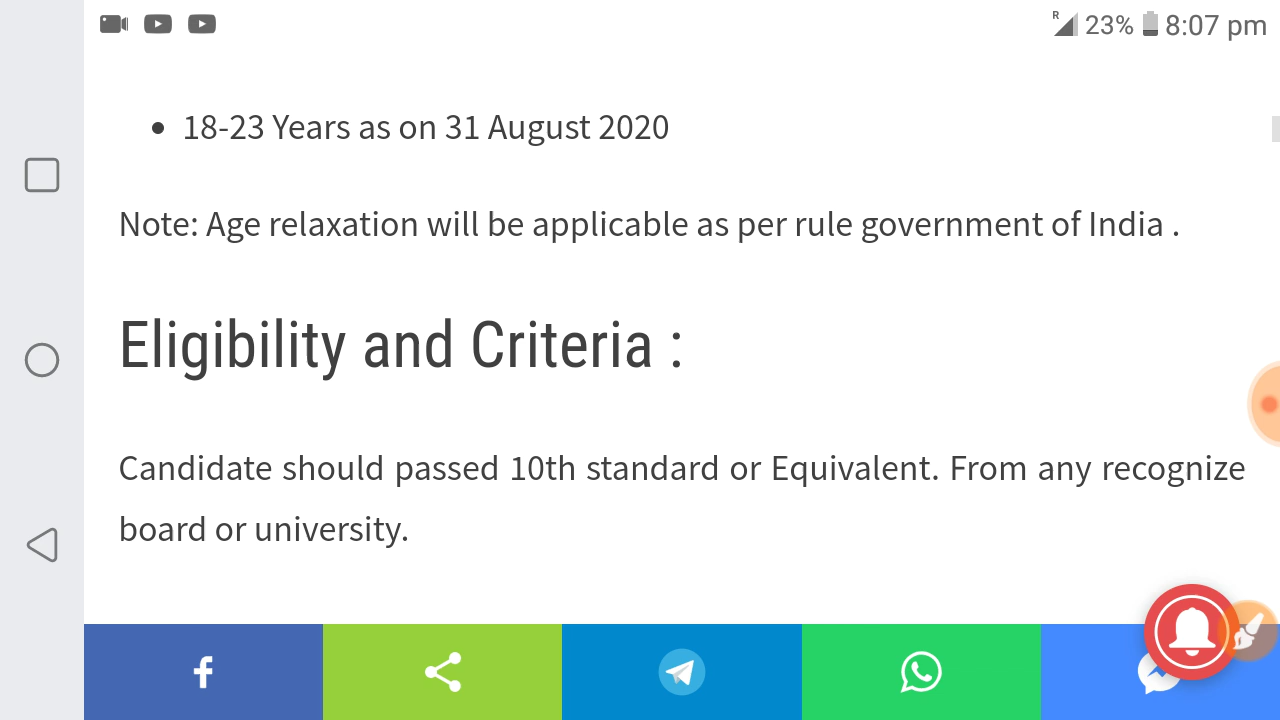 R 23% 8:07 pm
18-23 Years as on 31 August 2020
Note: Age relaxation will be applicable as per rule government of India .
Eligibility and Criteria :
Candidate should passed 10th standard or Equivalent. From any recognize
board or university.